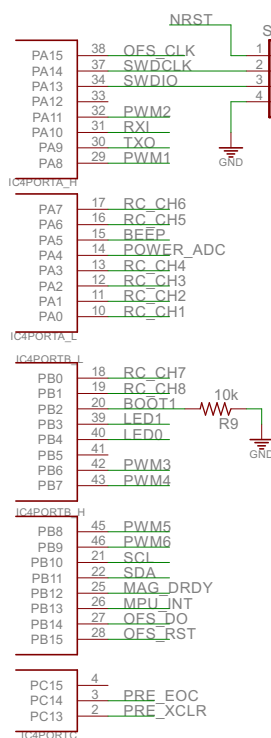 NRST
S
PA15 38 OFS_CLK 1
PA14 37 SWDCLK 2
PA13 34 SWDIO 3
PA12 33 4
PA11 32 PWM2
PA10 31 RXI
PA9 30 TXO
PA8 29 PWM1
GND
IC4PORTA_H
PA7 17 RC_CH6
PA6 16 RC_CH5
PA5 15 BEEP
PA4 14 POWER_ADC
PA3 13 RC_CH4
PA2 12 RC_CH3
PA1 11 RC_CH2
PA0 10 RC_CH1
IC4PORTA_L
IC4PORTB_L
PB0 18 RC_CH7
PB1 19 RC_CH8
PB2 20 BOOT1 10k
PB3 39 LED1 R9
PB4 40 LED0
PB5 41 GND
PB6 42 PWM3
PB7 43 PWM4
IC4PORTB_H
PB8 45 PWM5
PB9 46 PWM6
PB10 21 SCL
PB11 22 SDA
PB12 25 MAG_DRDY
PB13 26 MPU_INT
PB14 27 OFS_DO
PB15 28 OFS_RST
PC15 4
PC14 3 PRE_EOC
PC13 2 PRE_XCLR
IC4PORTC